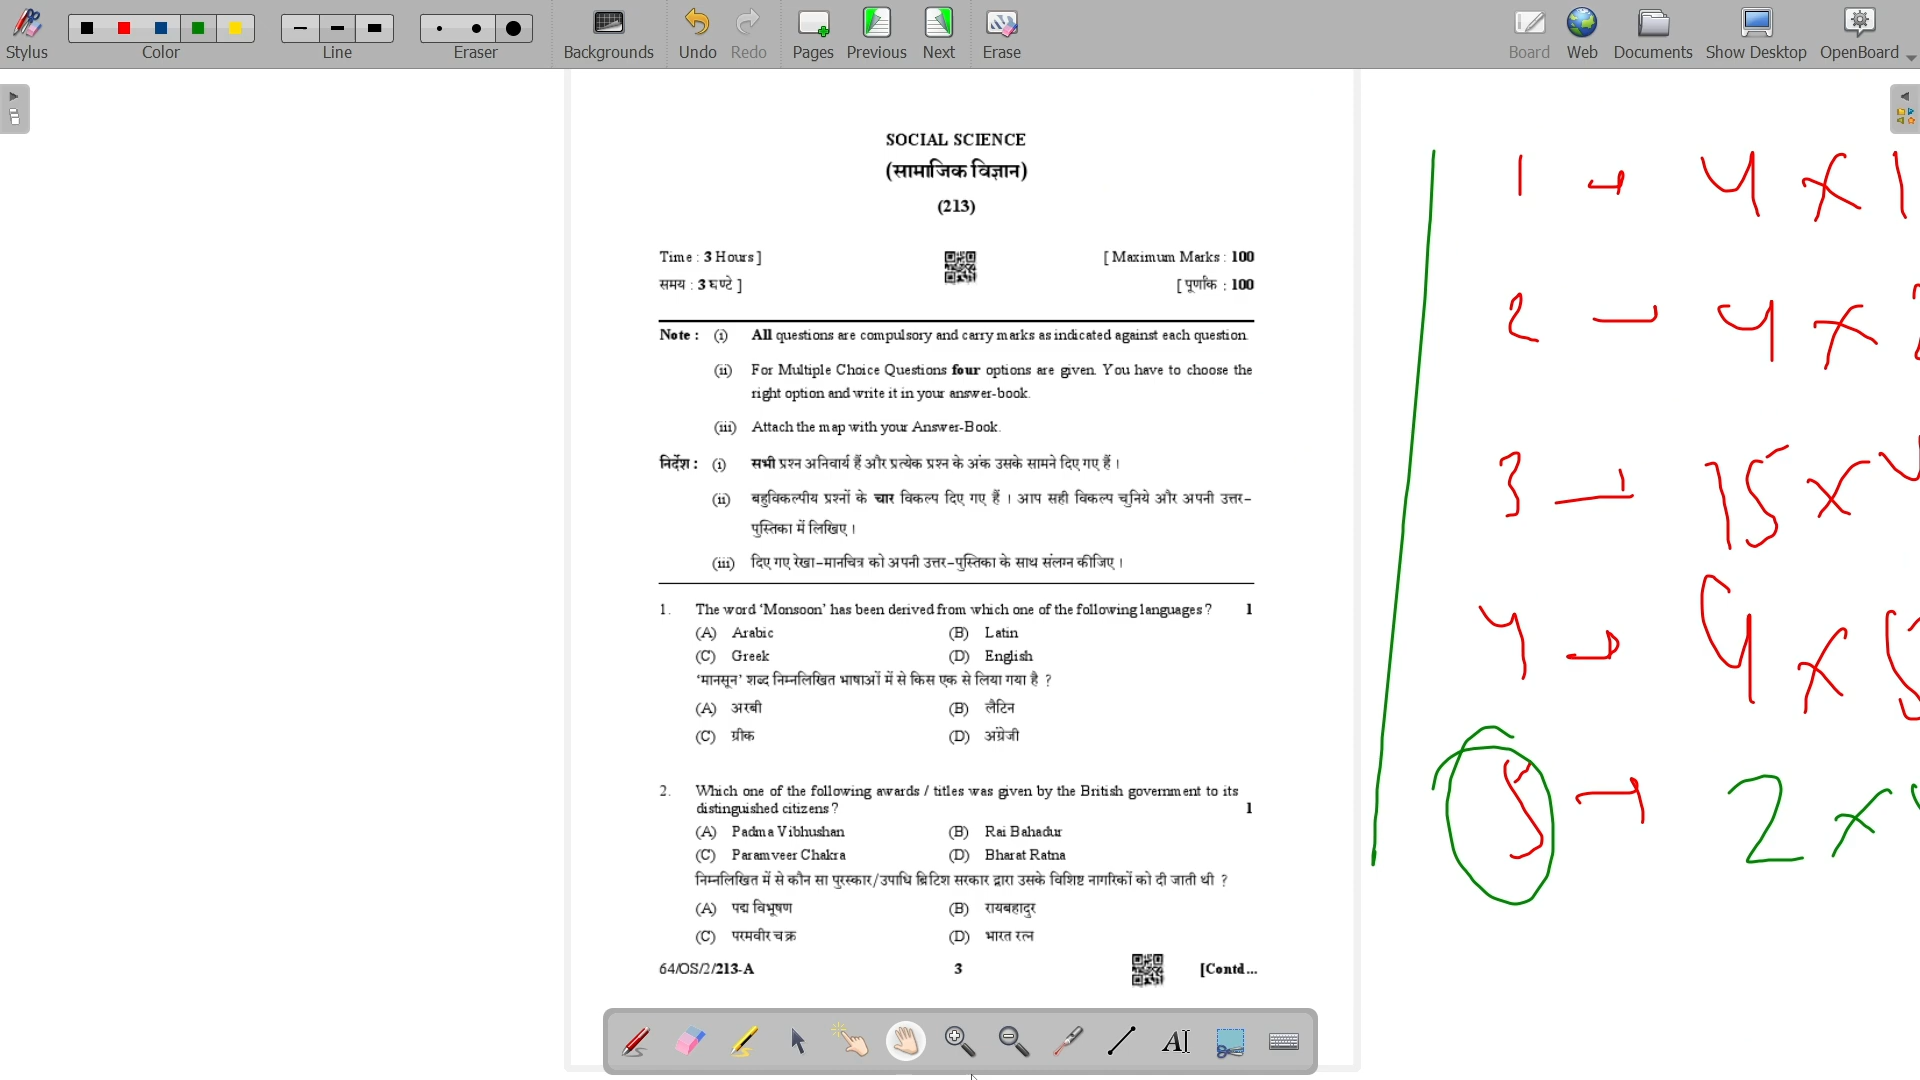 Stylus
Color
Line
Eraser
Backgrounds
Undo
Redo
Pages
Previous
Next
Erase
Board
Web
Documents
Show Desktop
OpenBoard
SOCIAL SCIENCE
(सामाजिक विज्ञान)
(213)
Time : 3 Hours ]
[ Maximum Marks : 100
समय : 3 घण्टे ]
[ पूर्णांक : 100
Note : (i) All questions are compulsory and carry marks as indicated against each question.
(ii) For Multiple Choice Questions four options are given. You have to choose the
right option and write it in your answer-book.
(iii) Attach the map with your Answer-Book.
निर्देश : (i) सभी प्रश्न अनिवार्य हैं और प्रत्येक प्रश्न के अंक उसके सामने दिए गए हैं ।
(ii) बहुविकल्पीय प्रश्नों के चार विकल्प दिए गए हैं । आप सही विकल्प चुनिये और अपनी उत्तर-
पुस्तिका में लिखिए ।
(iii) दिए गए रेखा-मानचित्र को अपनी उत्तर-पुस्तिका के साथ संलग्न कीजिए ।
1. The word ‘Monsoon’ has been derived from which one of the following languages ? 1
(A) Arabic (B) Latin
(C) Greek (D) English
‘मानसून’ शब्द निम्नलिखित भाषाओं में से किस एक से लिया गया है ?
(A) अरबी (B) लैटिन
(C) ग्रीक (D) अंग्रेजी
2. Which one of the following awards / titles was given by the British government to its
distinguished citizens ? 1
(A) Padma Vibhushan (B) Rai Bahadur
(C) Paramveer Chakra (D) Bharat Ratna
निम्नलिखित में से कौन सा पुरस्कार/उपाधि ब्रिटिश सरकार द्वारा उसके विशिष्ट नागरिकों को दी जाती थी ?
(A) पद्म विभूषण (B) रायबहादुर
(C) परमवीर चक्र (D) भारत रत्न
64/OS/2/213-A 3 [Contd...
1 → 4 × 1
2 → 4 ×
3 → 15 ×
4 →
5 → 2 ×
AI